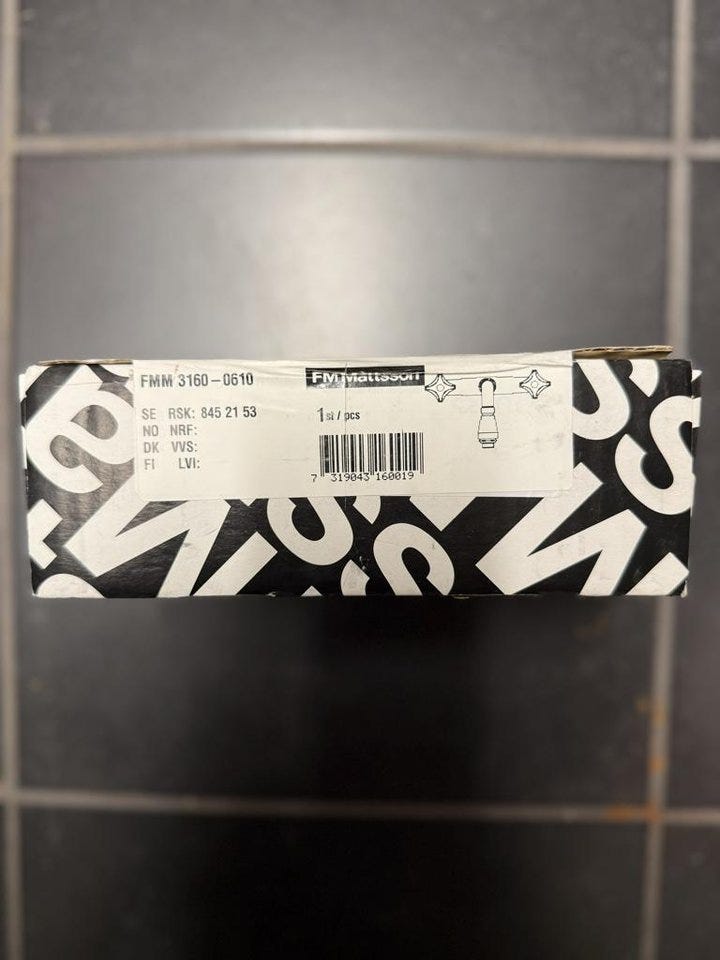 FMM 3160-0610
FM Mattsson
SE RSK: 845 21 53
1 st / pcs
NO NRF:
DK VVS:
FI LVI:
7 319043 160019